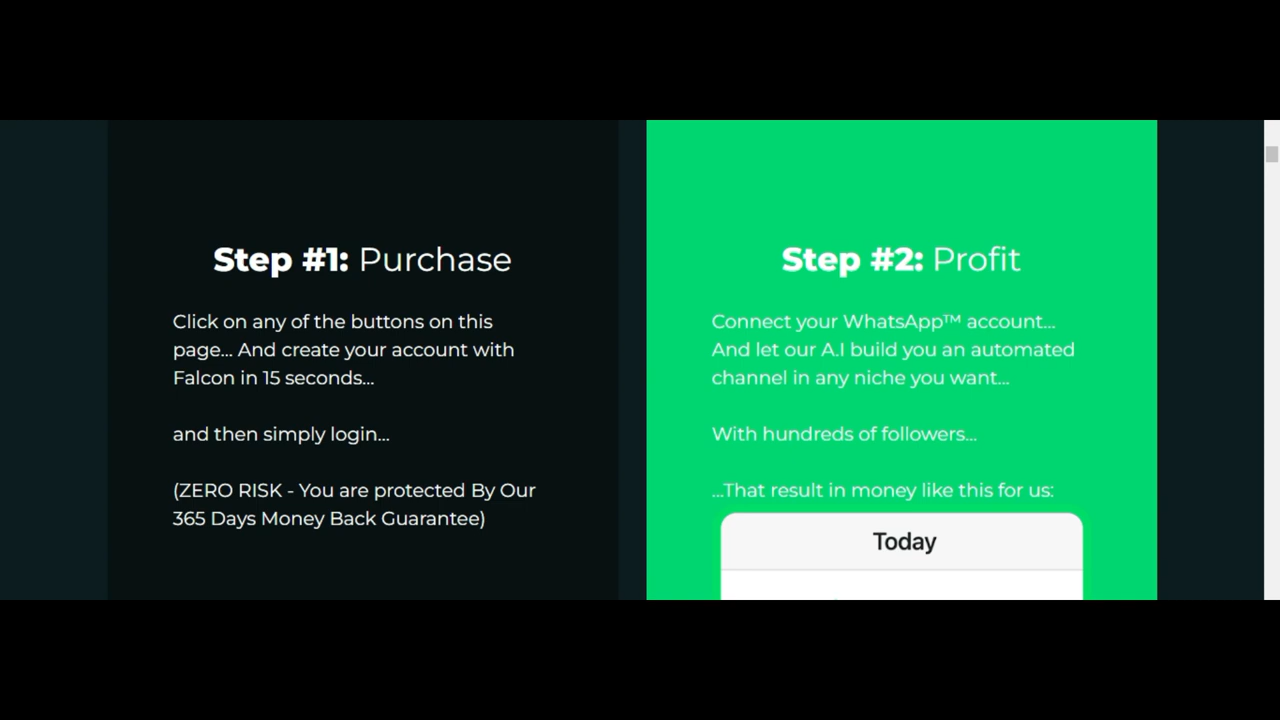 Step #1: Purchase
Click on any of the buttons on this
page... And create your account with
Falcon in 15 seconds...
and then simply login...
(ZERO RISK - You are protected By Our
365 Days Money Back Guarantee)
Step #2: Profit
Connect your WhatsApp™ account...
And let our A.I build you an automated
channel in any niche you want...
With hundreds of followers...
...That result in money like this for us:
Today